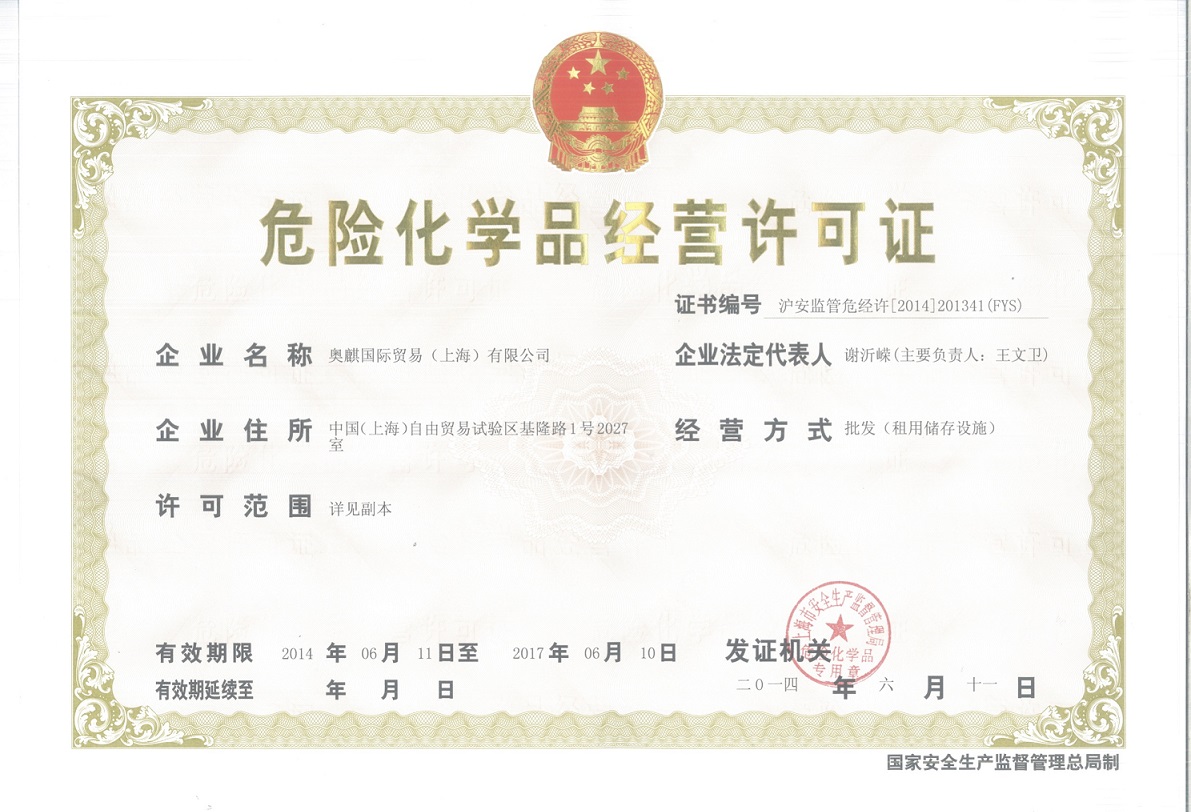 危险化学品经营许可证
证书编号 沪安监管危经许[2014]201341(FYS)
企业名称 奥麒国际贸易（上海）有限公司
企业法定代表人 谢沂嵘(主要负责人：王文卫)
企业住所 中国(上海)自由贸易试验区基隆路1号2027
室
经营方式 批发（租用储存设施）
许可范围 详见副本
有效期限 2014 年 06 月 11 日至 2017 年 06 月 10 日
有效期延续至 年 月 日
发证机关
上海市安全生产监督管理局
危险化学品
专用章
二0一四 年 六 月 十一 日
国家安全生产监督管理总局制